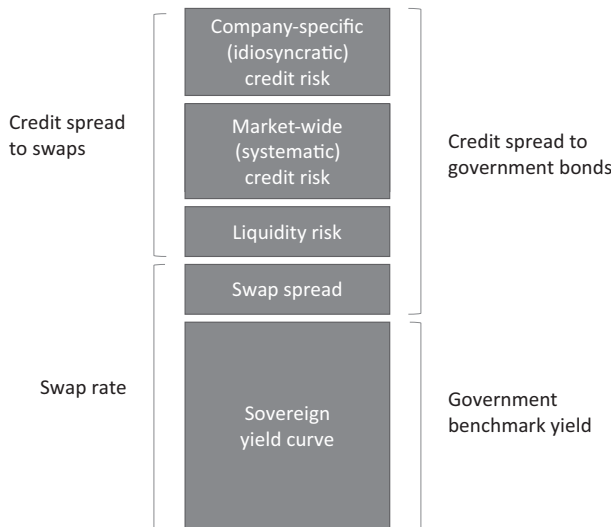 Company-specific
(idiosyncratic)
credit risk
Credit spread
to swaps
Market-wide
(systematic)
credit risk
Credit spread to
government bonds
Liquidity risk
Swap spread
Swap rate
Sovereign
yield curve
Government
benchmark yield